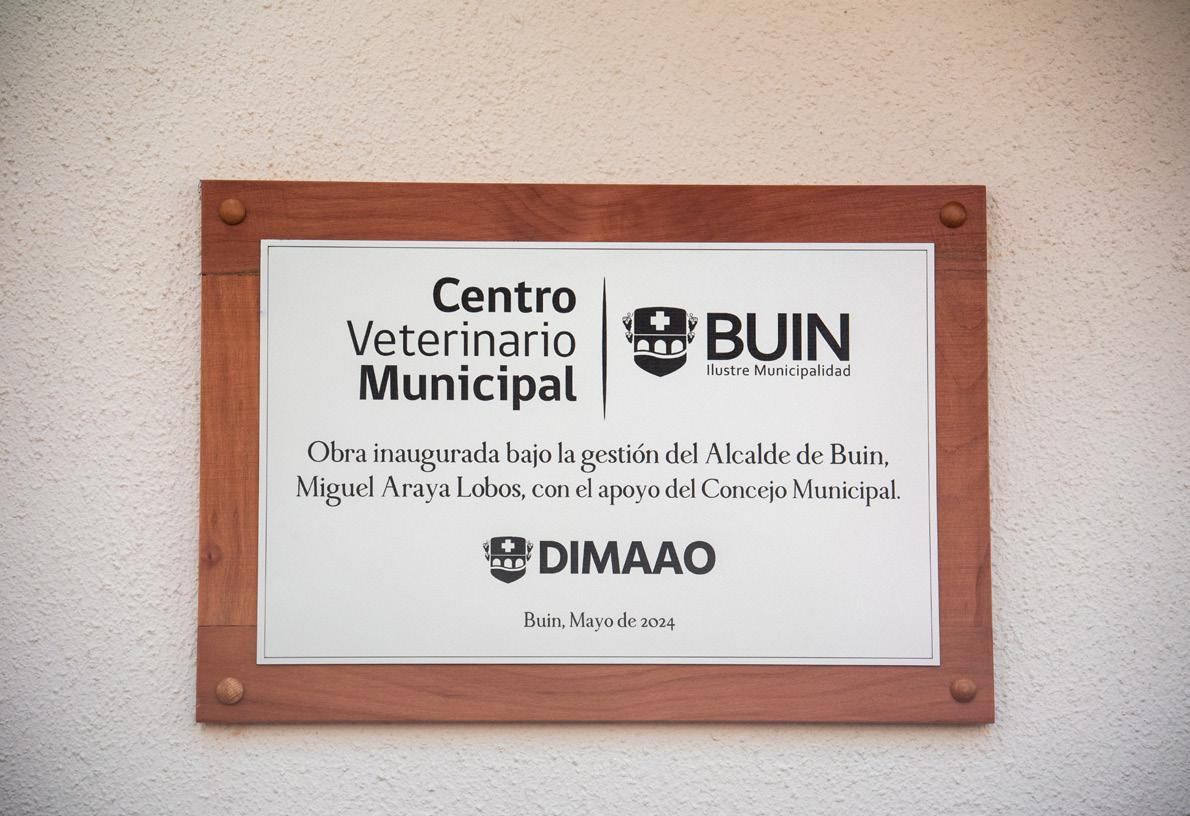 Centro
Veterinario
Municipal
BUIN
Ilustre Municipalidad
Obra inaugurada bajo la gestión del Alcalde de Buin,
Miguel Araya Lobos, con el apoyo del Concejo Municipal.
DIMAAO
Buin, Mayo de 2024